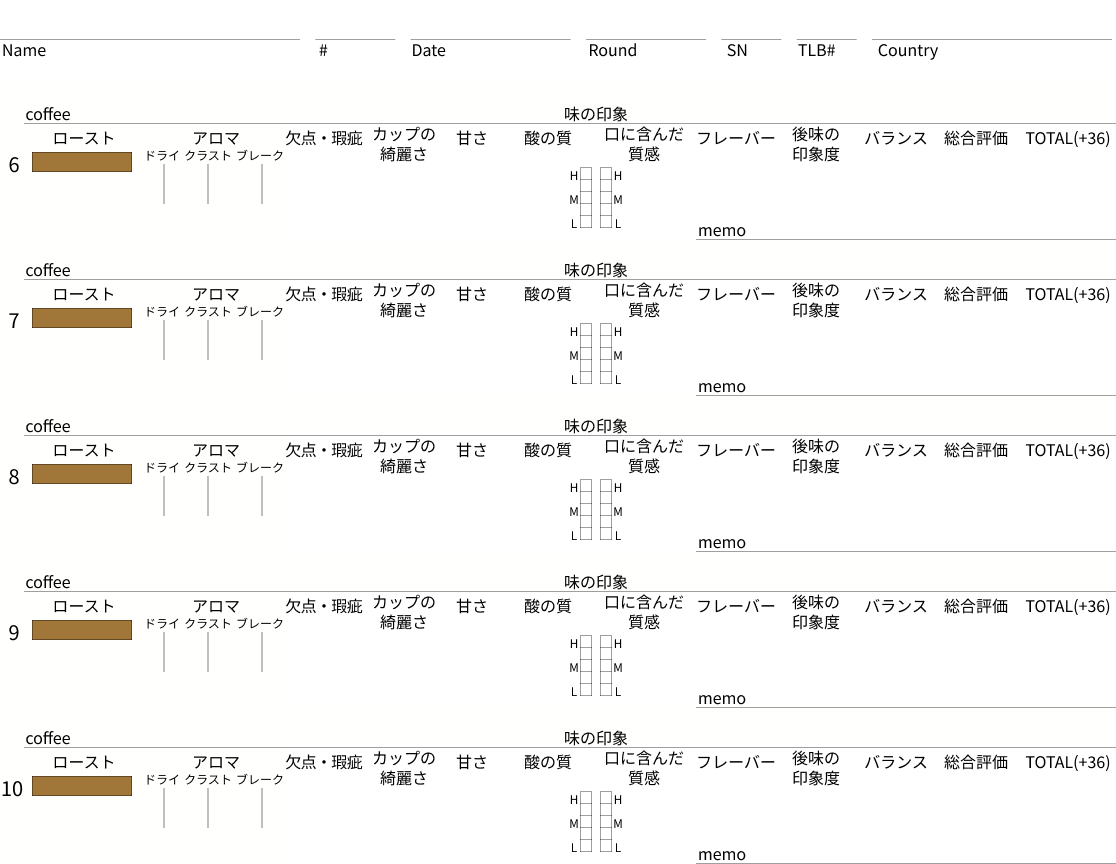 Name # Date Round SN TLB# Country
coffee 味の印象
ロースト アロマ 欠点・瑕疵 カップの綺麗さ 甘さ 酸の質 口に含んだ質感 フレーバー 後味の印象度 バランス 総合評価 TOTAL(+36)
6 ドライ クラスト ブレーク
H H
M M
L L
memo
coffee 味の印象
ロースト アロマ 欠点・瑕疵 カップの綺麗さ 甘さ 酸の質 口に含んだ質感 フレーバー 後味の印象度 バランス 総合評価 TOTAL(+36)
7 ドライ クラスト ブレーク
H H
M M
L L
memo
coffee 味の印象
ロースト アロマ 欠点・瑕疵 カップの綺麗さ 甘さ 酸の質 口に含んだ質感 フレーバー 後味の印象度 バランス 総合評価 TOTAL(+36)
8 ドライ クラスト ブレーク
H H
M M
L L
memo
coffee 味の印象
ロースト アロマ 欠点・瑕疵 カップの綺麗さ 甘さ 酸の質 口に含んだ質感 フレーバー 後味の印象度 バランス 総合評価 TOTAL(+36)
9 ドライ クラスト ブレーク
H H
M M
L L
memo
coffee 味の印象
ロースト アロマ 欠点・瑕疵 カップの綺麗さ 甘さ 酸の質 口に含んだ質感 フレーバー 後味の印象度 バランス 総合評価 TOTAL(+36)
10 ドライ クラスト ブレーク
H H
M M
L L
memo